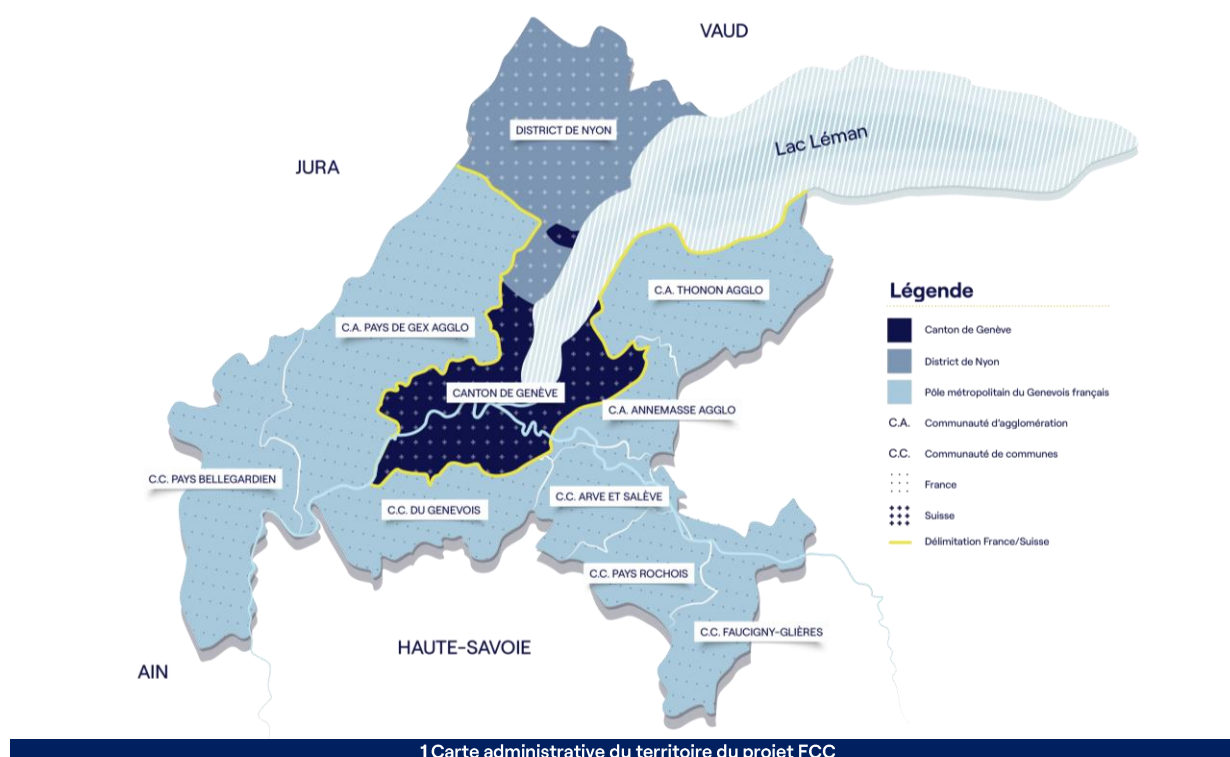 VAUD
DISTRICT DE NYON
Lac Léman
JURA
C.A. THONON AGGLO
C.A. PAYS DE GEX AGGLO
CANTON DE GENÈVE
C.A. ANNEMASSE AGGLO
C.C. PAYS BELLEGARDIEN
C.C. ARVE ET SALÈVE
C.C. DU GENEVOIS
C.C. PAYS ROCHOIS
C.C. FAUCIGNY-GLIÈRES
HAUTE-SAVOIE
AIN
Légende
Canton de Genève
District de Nyon
Pôle métropolitain du Genevois français
C.A. Communauté d'agglomération
C.C. Communauté de communes
France
Suisse
Délimitation France/Suisse
1 Carte administrative du territoire du projet FCC